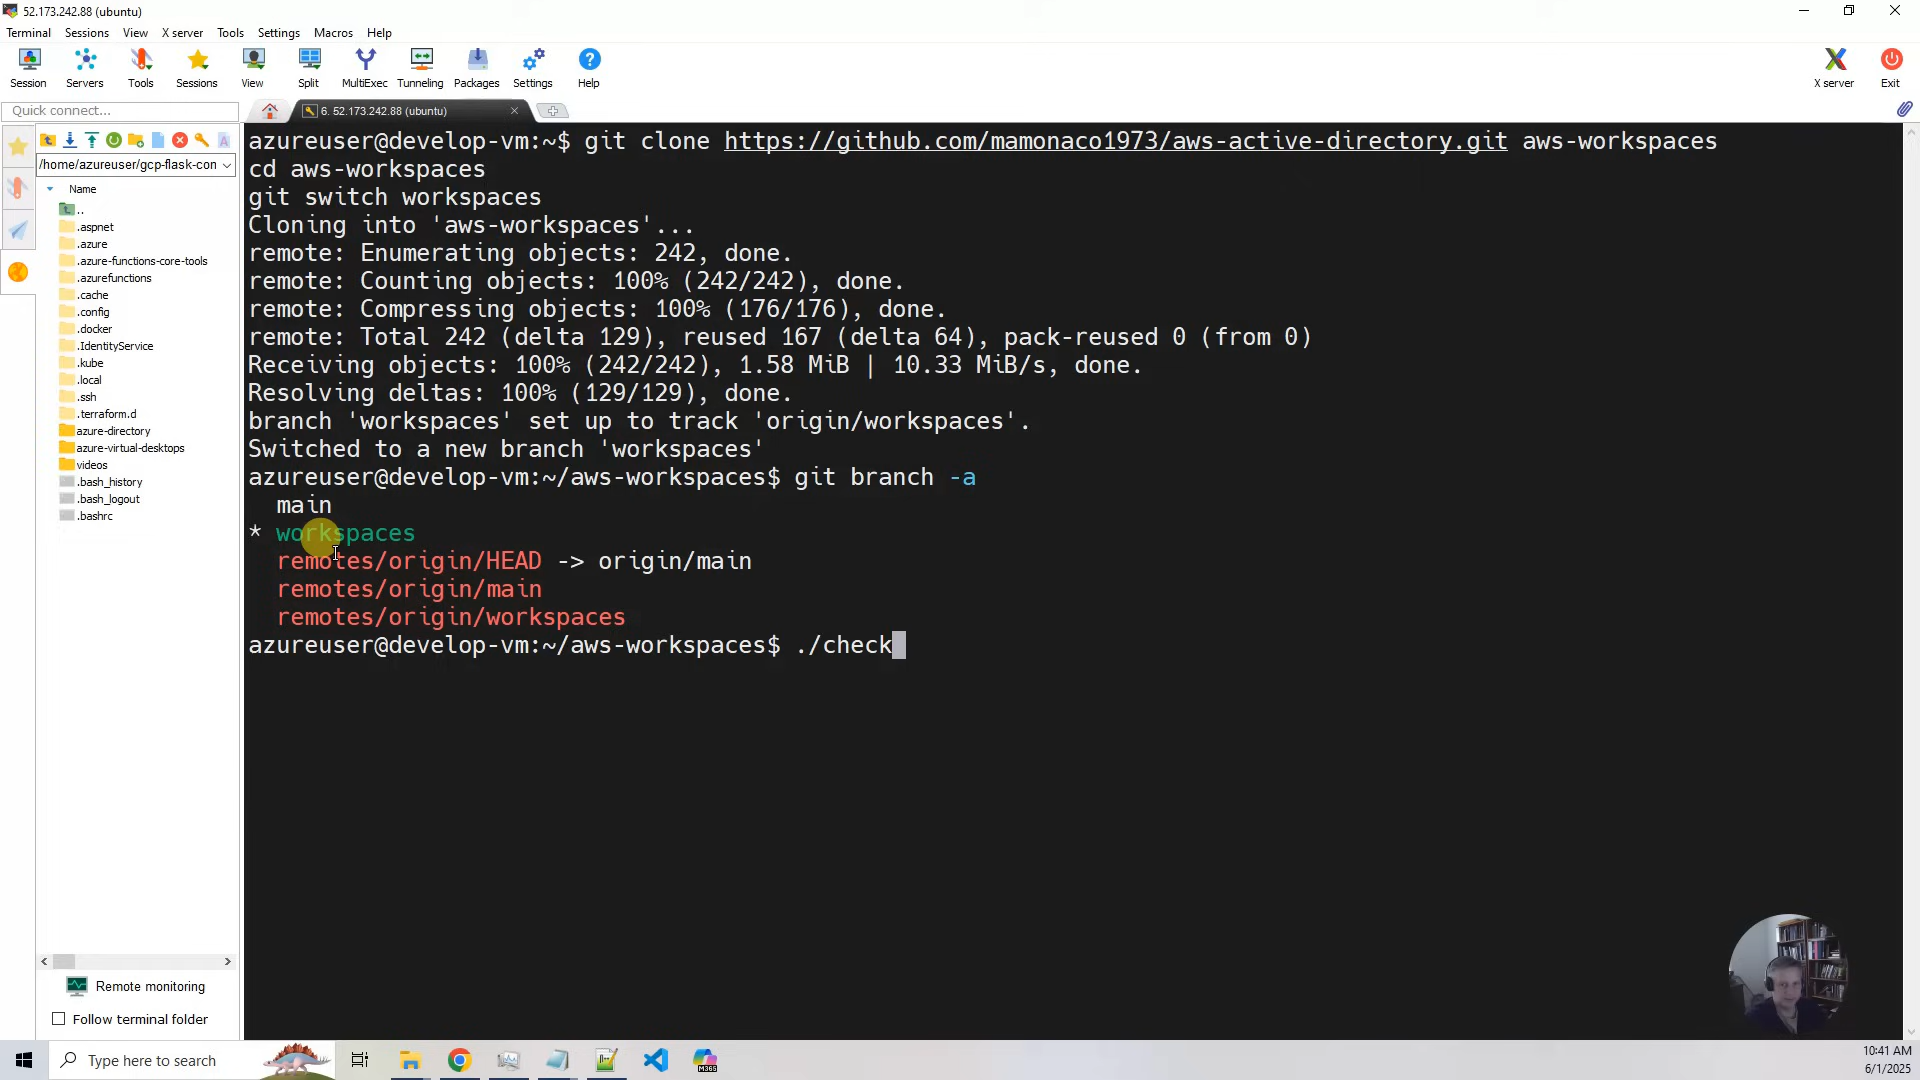 52.173.242.88 (ubuntu)
Terminal Sessions View X server Tools Settings Macros Help
Session Servers Tools Sessions View Split MultiExec Tunneling Packages Settings Help X server Exit
Quick connect...
6. 52.173.242.88 (ubuntu)
/home/azureuser/gcp-flask-con
Name
..
.aspnet
.azure
.azure-functions-core-tools
.azurefunctions
.cache
.config
.docker
.IdentityService
.kube
.local
.ssh
.terraform.d
azure-directory
azure-virtual-desktops
videos
.bash_history
.bash_logout
.bashrc
Remote monitoring
Follow terminal folder
azureuser@develop-vm:~$ git clone https://github.com/mamonaco1973/aws-active-directory.git aws-workspaces
cd aws-workspaces
git switch workspaces
Cloning into 'aws-workspaces'...
remote: Enumerating objects: 242, done.
remote: Counting objects: 100% (242/242), done.
remote: Compressing objects: 100% (176/176), done.
remote: Total 242 (delta 129), reused 167 (delta 64), pack-reused 0 (from 0)
Receiving objects: 100% (242/242), 1.58 MiB | 10.33 MiB/s, done.
Resolving deltas: 100% (129/129), done.
branch 'workspaces' set up to track 'origin/workspaces'.
Switched to a new branch 'workspaces'
azureuser@develop-vm:~/aws-workspaces$ git branch -a
main
* workspaces
remotes/origin/HEAD -> origin/main
remotes/origin/main
remotes/origin/workspaces
azureuser@develop-vm:~/aws-workspaces$ ./check
Type here to search
M365
10:41 AM
6/1/2025